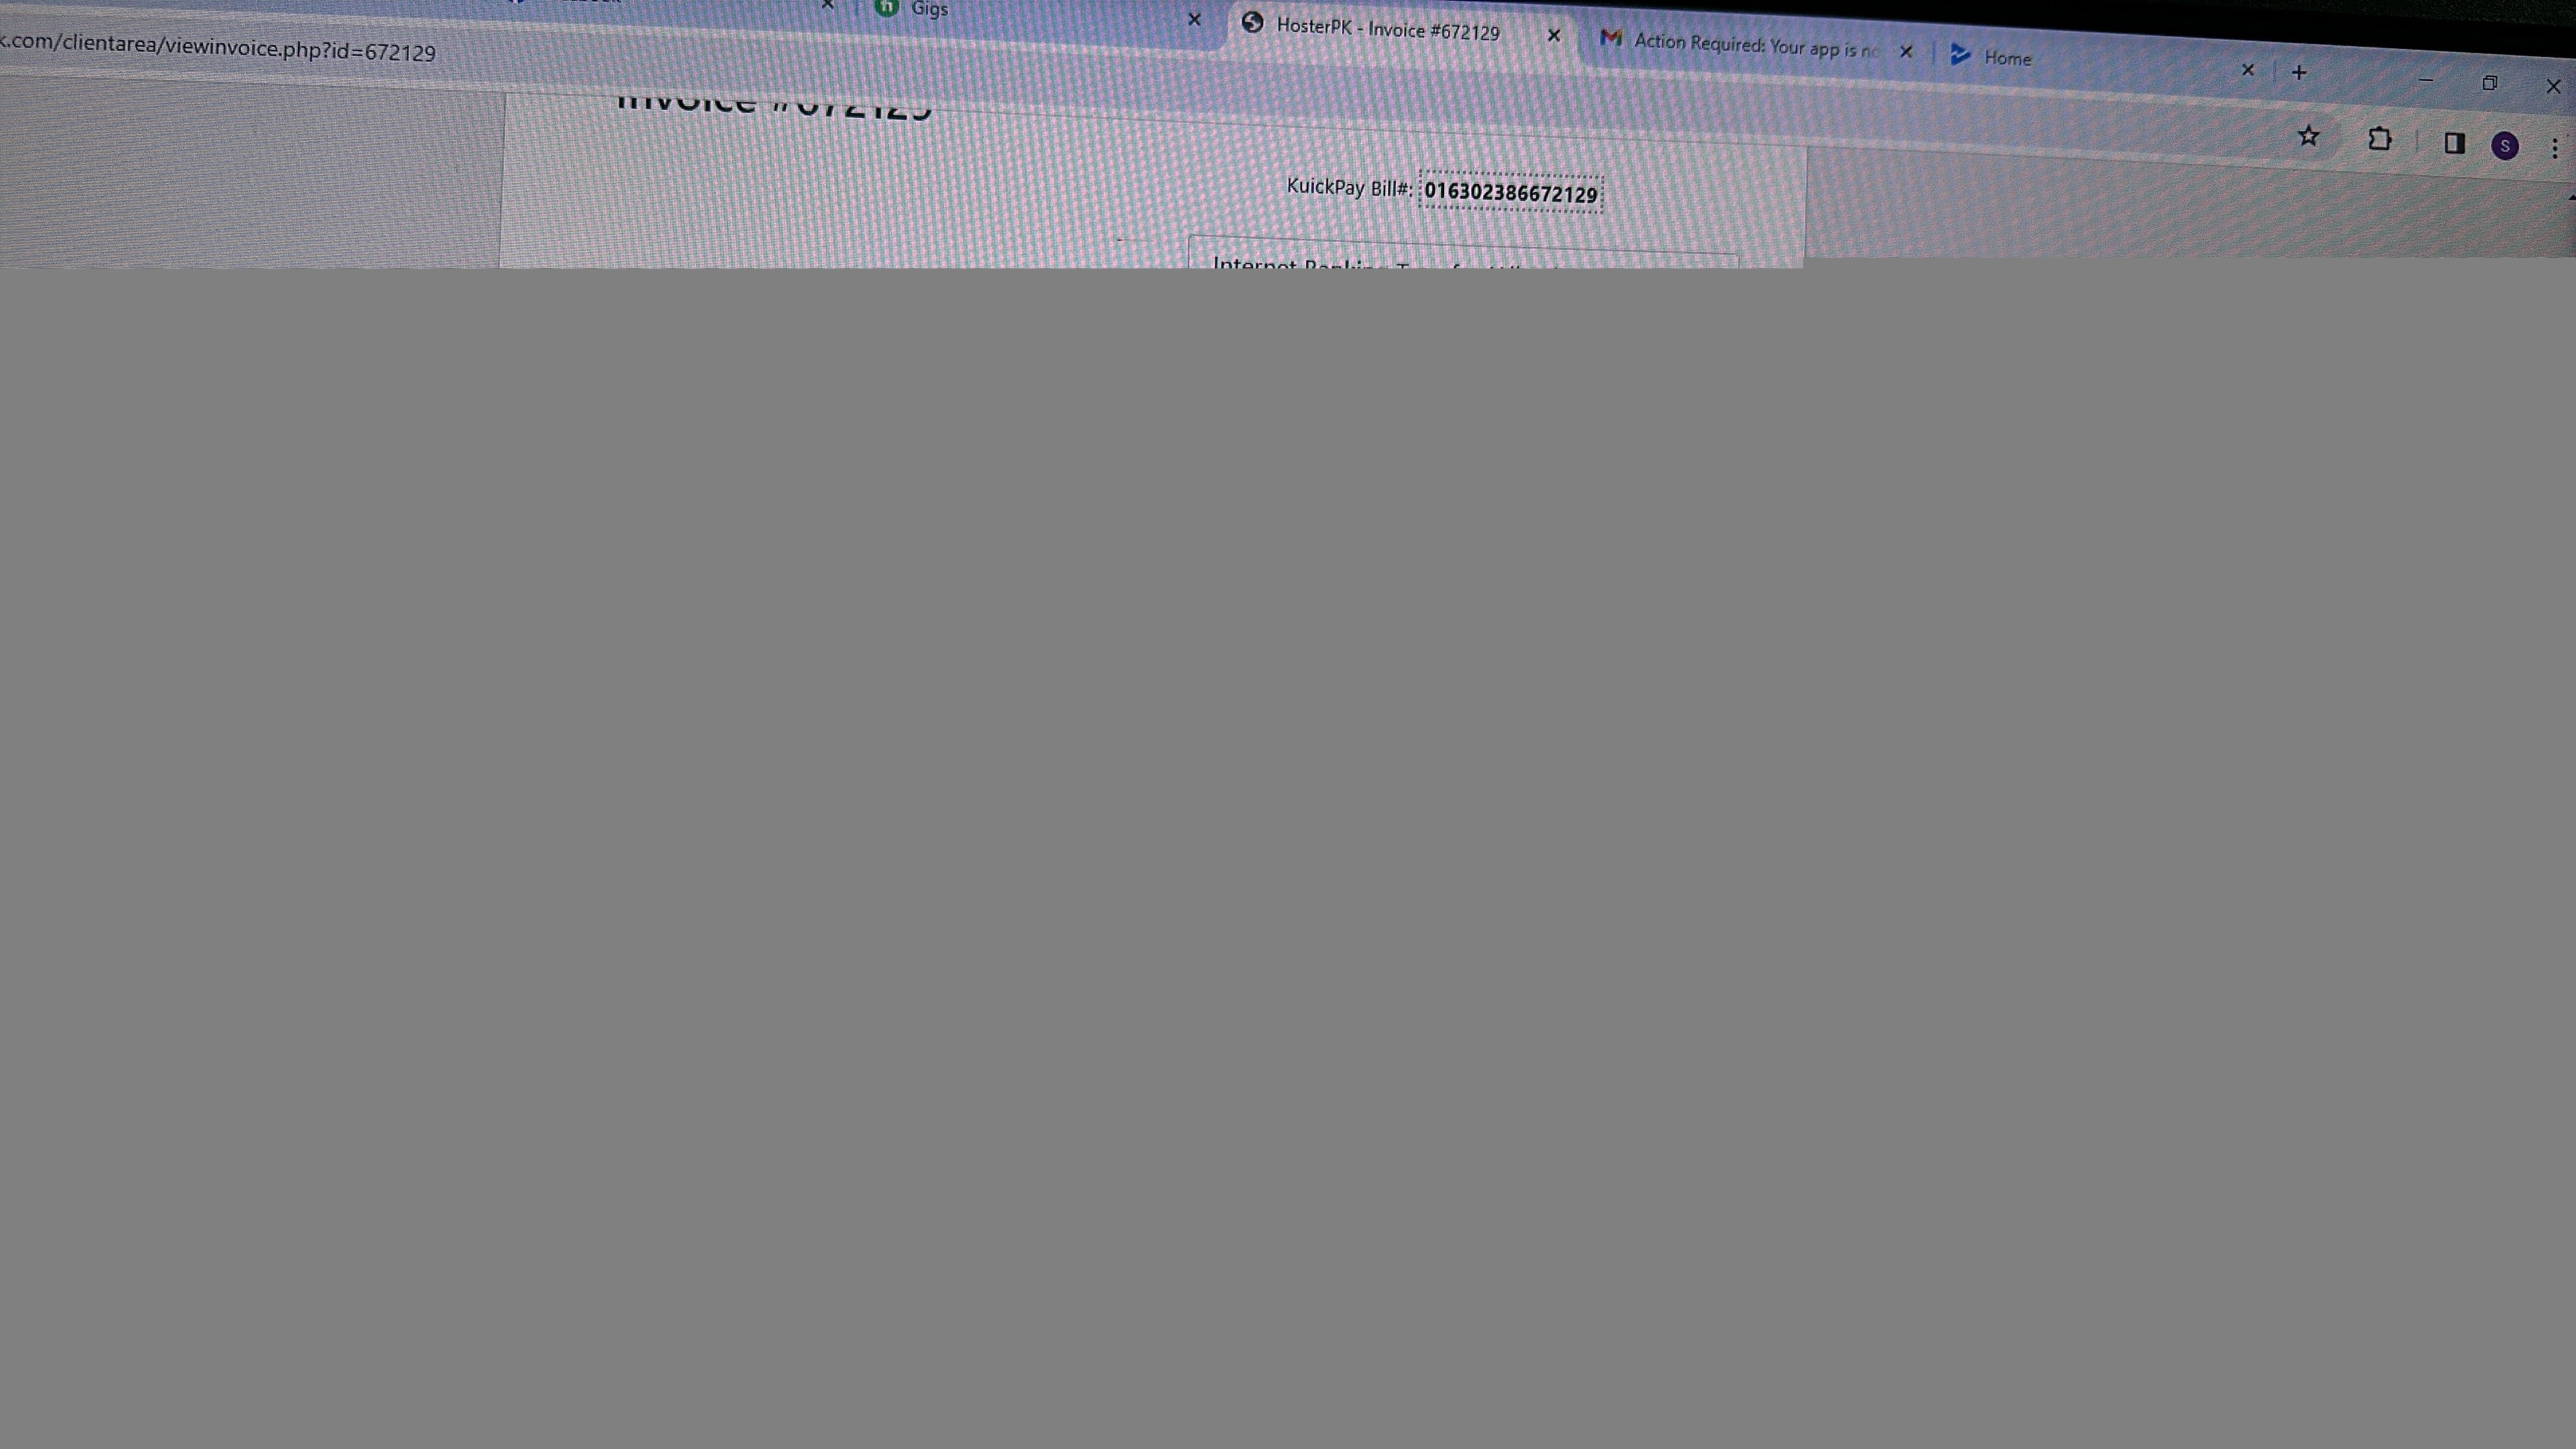 Gigs
HosterPK - Invoice #672129
Action Required: Your app is no
Home
k.com/clientarea/viewinvoice.php?id=672129
S
Invoice #672129
KuickPay Bill#: 016302386672129
Internet Banking